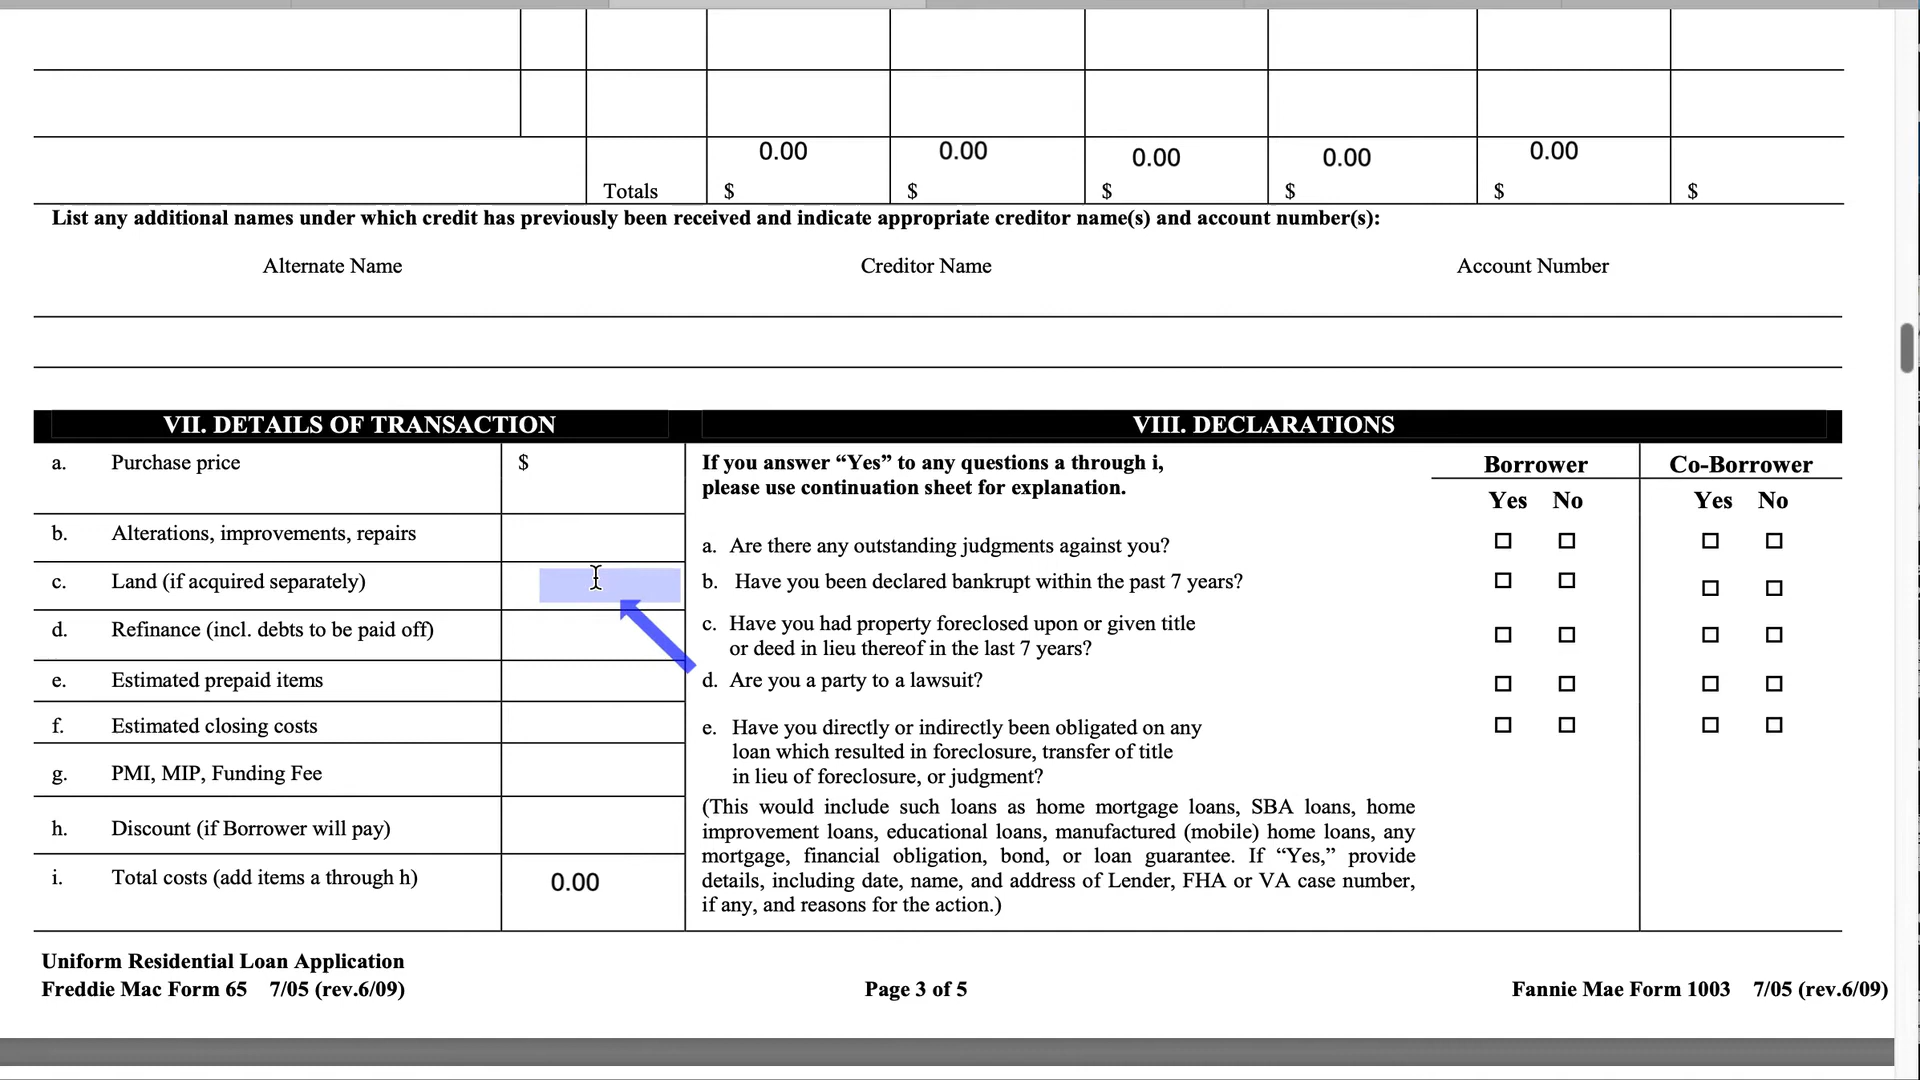 0.00 0.00 0.00 0.00 0.00
Totals $ $ $ $ $ $
List any additional names under which credit has previously been received and indicate appropriate creditor name(s) and account number(s):
Alternate Name Creditor Name Account Number
VII. DETAILS OF TRANSACTION
a. Purchase price $
b. Alterations, improvements, repairs
c. Land (if acquired separately)
d. Refinance (incl. debts to be paid off)
e. Estimated prepaid items
f. Estimated closing costs
g. PMI, MIP, Funding Fee
h. Discount (if Borrower will pay)
i. Total costs (add items a through h) 0.00
VIII. DECLARATIONS
If you answer “Yes” to any questions a through i,
please use continuation sheet for explanation.
Borrower Co-Borrower
Yes No Yes No
a. Are there any outstanding judgments against you?
b. Have you been declared bankrupt within the past 7 years?
c. Have you had property foreclosed upon or given title
or deed in lieu thereof in the last 7 years?
d. Are you a party to a lawsuit?
e. Have you directly or indirectly been obligated on any
loan which resulted in foreclosure, transfer of title
in lieu of foreclosure, or judgment?
(This would include such loans as home mortgage loans, SBA loans, home
improvement loans, educational loans, manufactured (mobile) home loans, any
mortgage, financial obligation, bond, or loan guarantee. If “Yes,” provide
details, including date, name, and address of Lender, FHA or VA case number,
if any, and reasons for the action.)
Uniform Residential Loan Application
Freddie Mac Form 65 7/05 (rev.6/09) Page 3 of 5 Fannie Mae Form 1003 7/05 (rev.6/09)